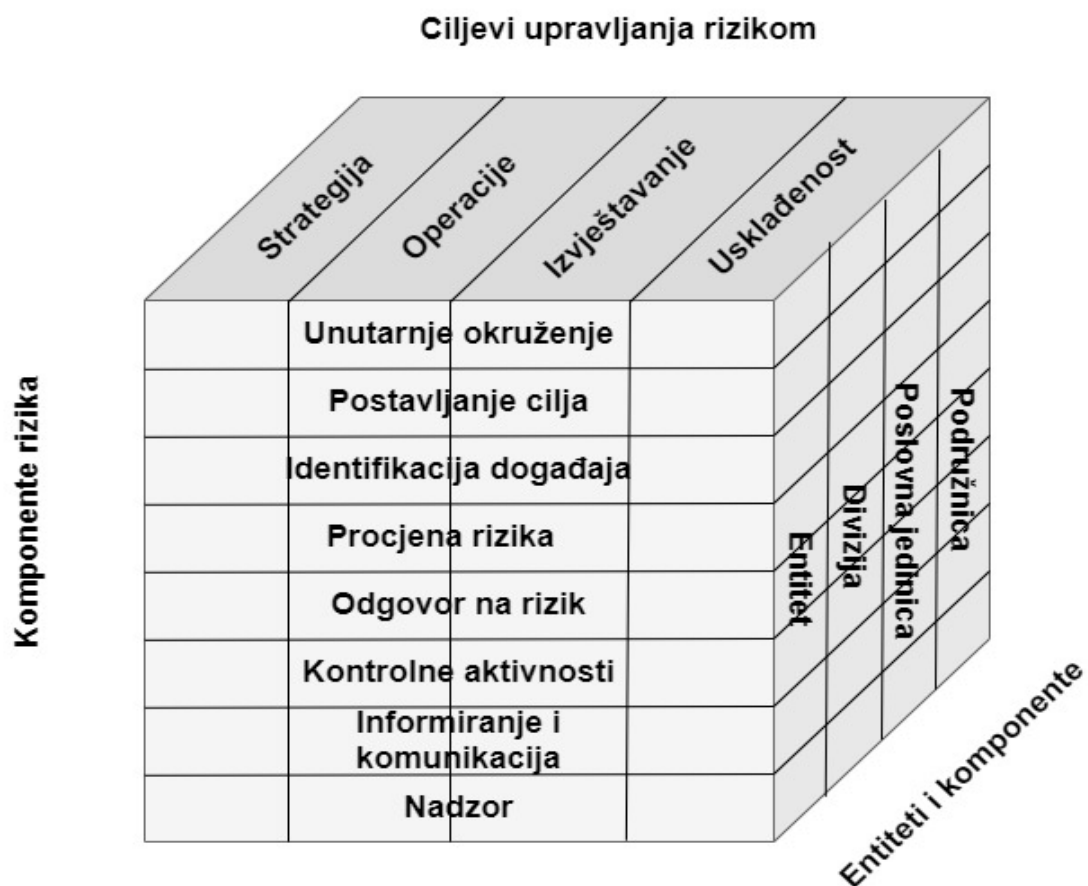 Ciljevi upravljanja rizikom
Strategija
Operacije
Izvještavanje
Usklađenost
Komponente rizika
Unutarnje okruženje
Postavljanje cilja
Identifikacija događaja
Procjena rizika
Odgovor na rizik
Kontrolne aktivnosti
Informiranje i
komunikacija
Nadzor
Entitet
Divizija
Poslovna jedinica
Podružnica
Entiteti i komponente